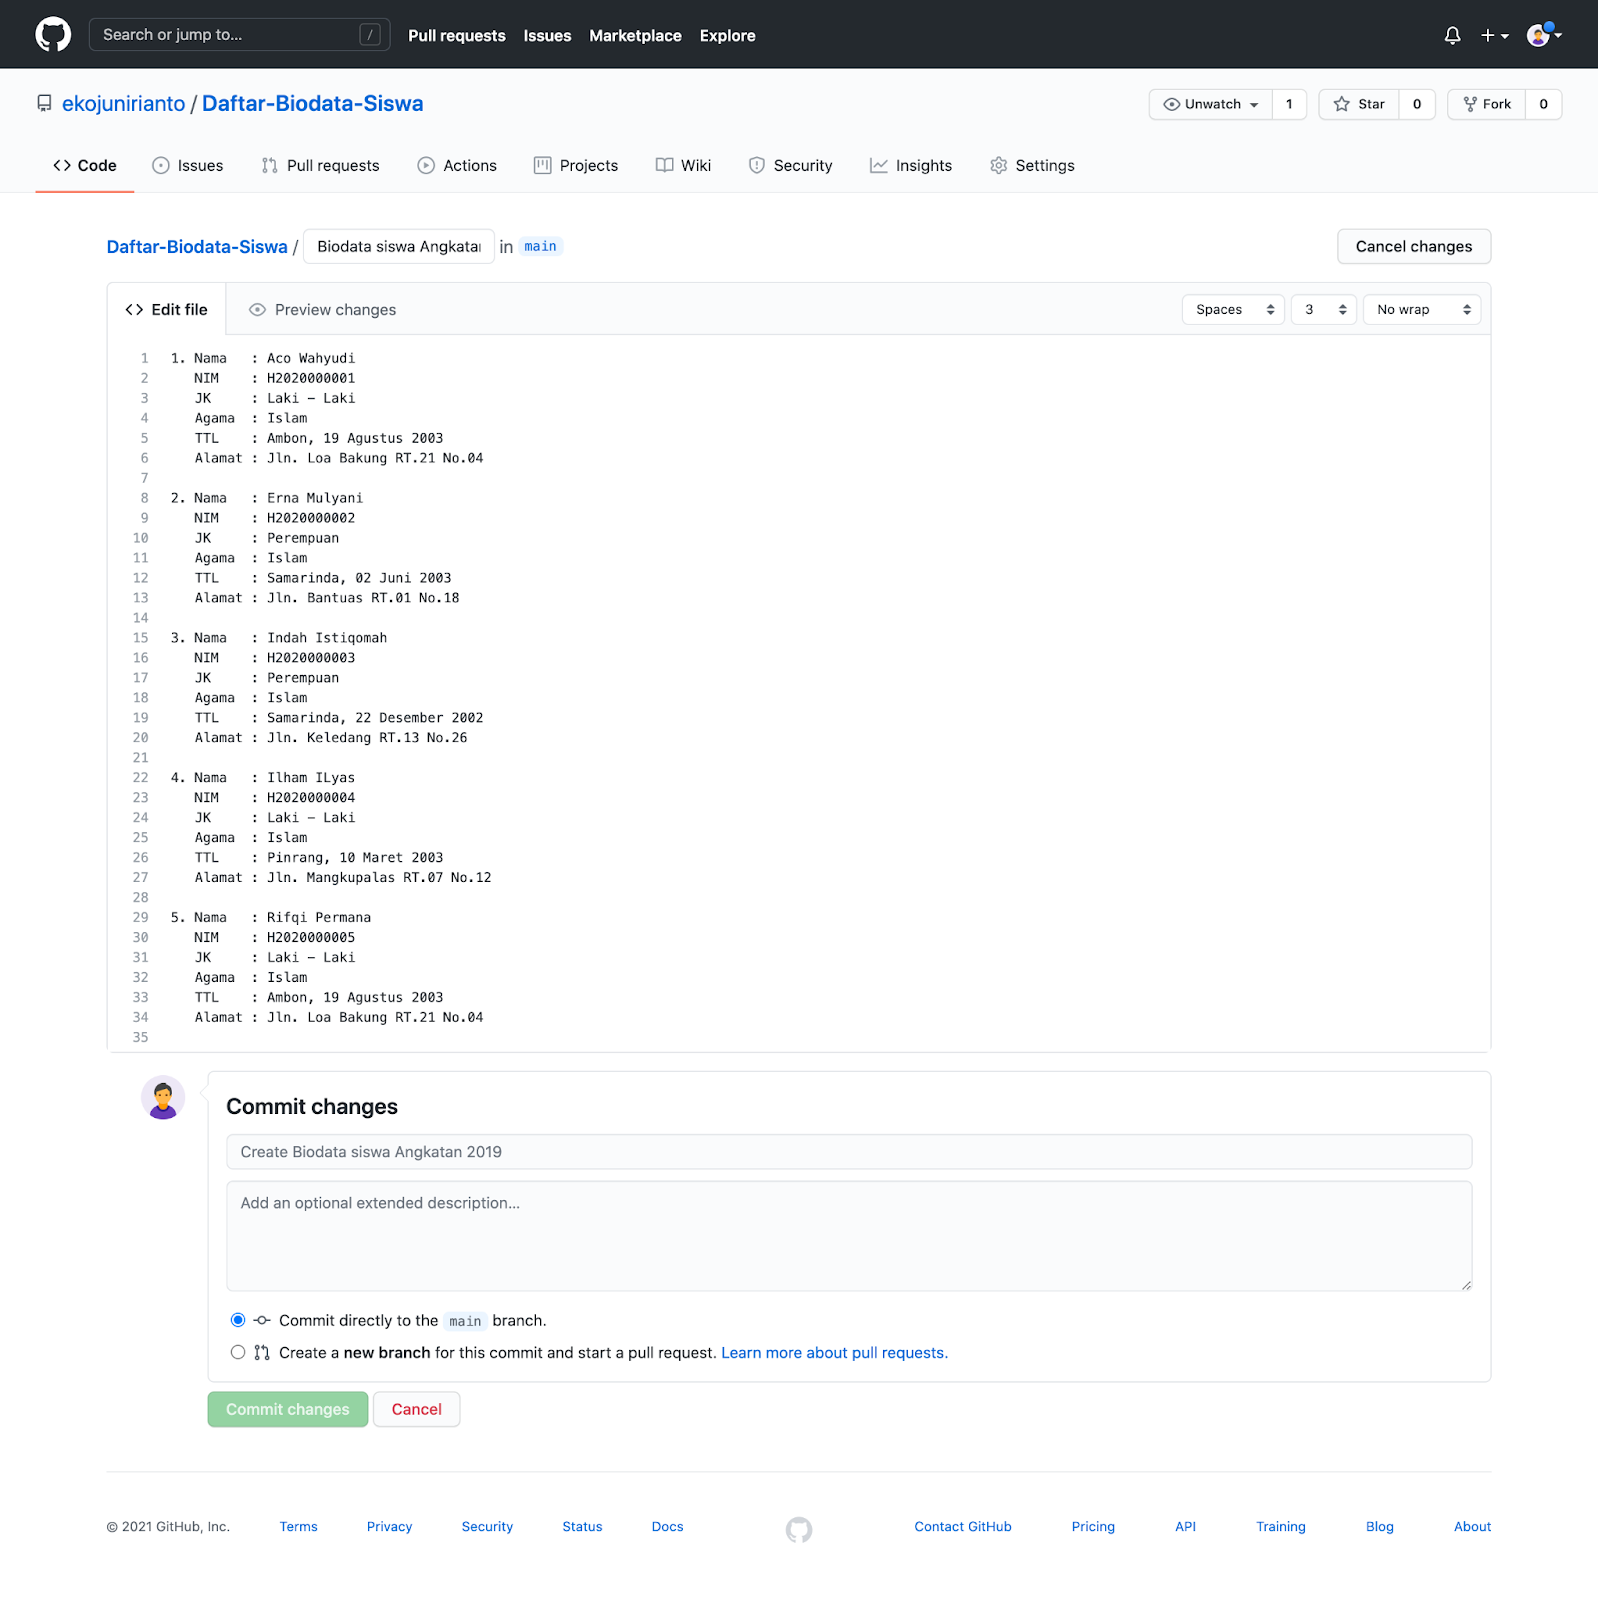 Search or jump to... /
Pull requests Issues Marketplace Explore
ekojunirianto / Daftar-Biodata-Siswa
Unwatch 1 Star 0 Fork 0
Code Issues Pull requests Actions Projects Wiki Security Insights Settings
Daftar-Biodata-Siswa / Biodata siswa Angkatai in main
Cancel changes
Edit file Preview changes
Spaces 3 No wrap
1 1. Nama : Aco Wahyudi
2 NIM : H2020000001
3 JK : Laki – Laki
4 Agama : Islam
5 TTL : Ambon, 19 Agustus 2003
6 Alamat : Jln. Loa Bakung RT.21 No.04
7
8 2. Nama : Erna Mulyani
9 NIM : H2020000002
10 JK : Perempuan
11 Agama : Islam
12 TTL : Samarinda, 02 Juni 2003
13 Alamat : Jln. Bantuas RT.01 No.18
14
15 3. Nama : Indah Istiqomah
16 NIM : H2020000003
17 JK : Perempuan
18 Agama : Islam
19 TTL : Samarinda, 22 Desember 2002
20 Alamat : Jln. Keledang RT.13 No.26
21
22 4. Nama : Ilham ILyas
23 NIM : H2020000004
24 JK : Laki – Laki
25 Agama : Islam
26 TTL : Pinrang, 10 Maret 2003
27 Alamat : Jln. Mangkupalas RT.07 No.12
28
29 5. Nama : Rifqi Permana
30 NIM : H2020000005
31 JK : Laki – Laki
32 Agama : Islam
33 TTL : Ambon, 19 Agustus 2003
34 Alamat : Jln. Loa Bakung RT.21 No.04
35
Commit changes
Create Biodata siswa Angkatan 2019
Add an optional extended description...
Commit directly to the main branch.
Create a new branch for this commit and start a pull request. Learn more about pull requests.
Commit changes Cancel
© 2021 GitHub, Inc. Terms Privacy Security Status Docs Contact GitHub Pricing API Training Blog About